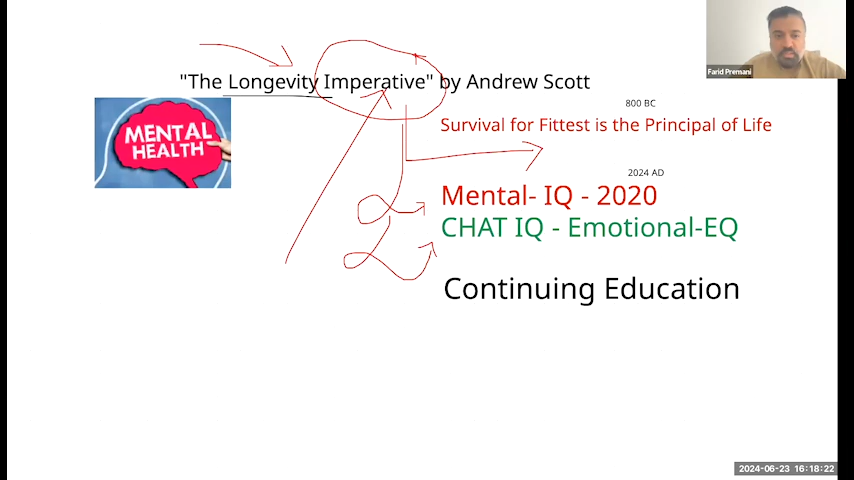 "The Longevity Imperative" by Andrew Scott
Farid Premani
800 BC
MENTAL
HEALTH
Survival for Fittest is the Principal of Life
2024 AD
Mental- IQ - 2020
CHAT IQ - Emotional-EQ
Continuing Education
2024-06-23 16:18:22